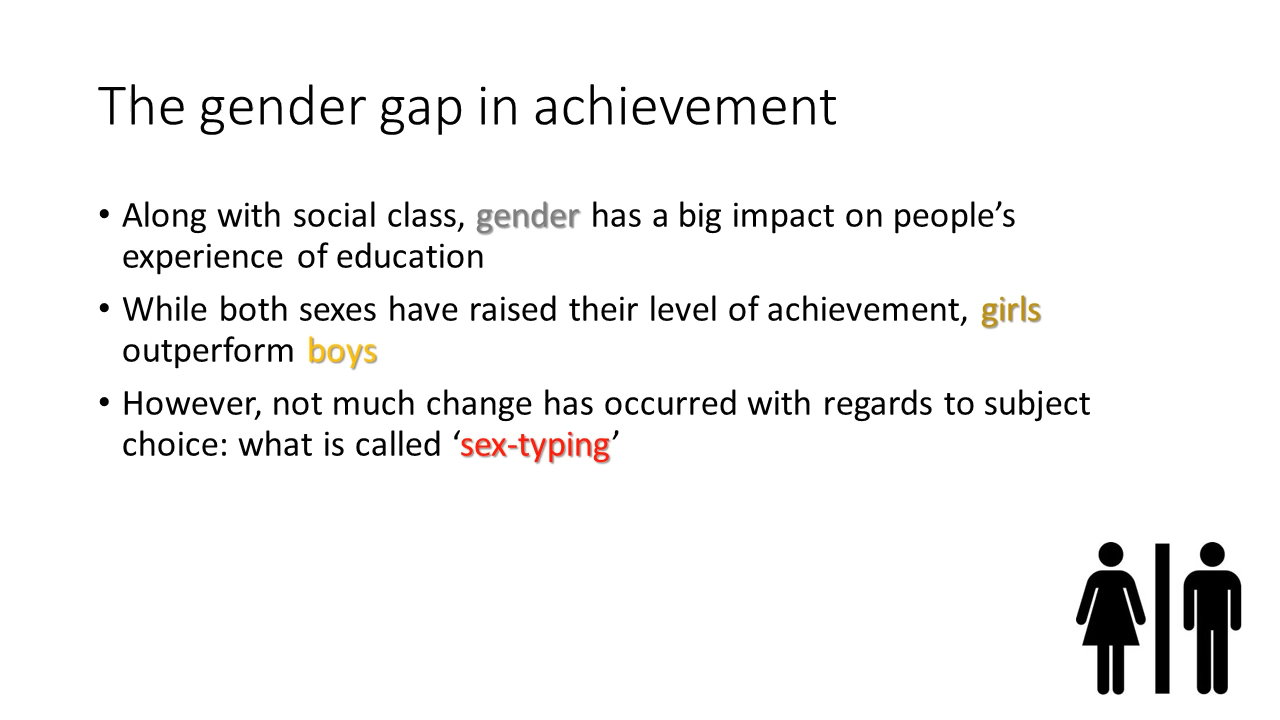 The gender gap in achievement
• Along with social class, gender has a big impact on people’s
experience of education
• While both sexes have raised their level of achievement, girls
outperform boys
• However, not much change has occurred with regards to subject
choice: what is called ‘sex-typing’